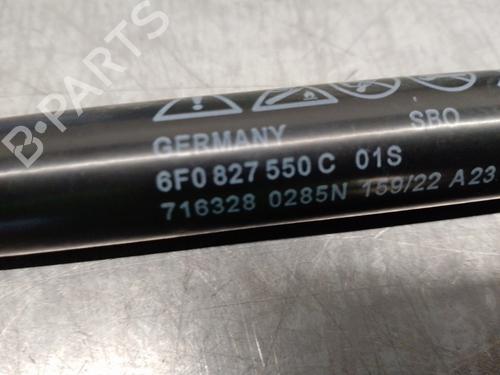 GERMANY SBO
6F0 827 550 C 01S
716328 0285N 159/22 A23
B-PARTS